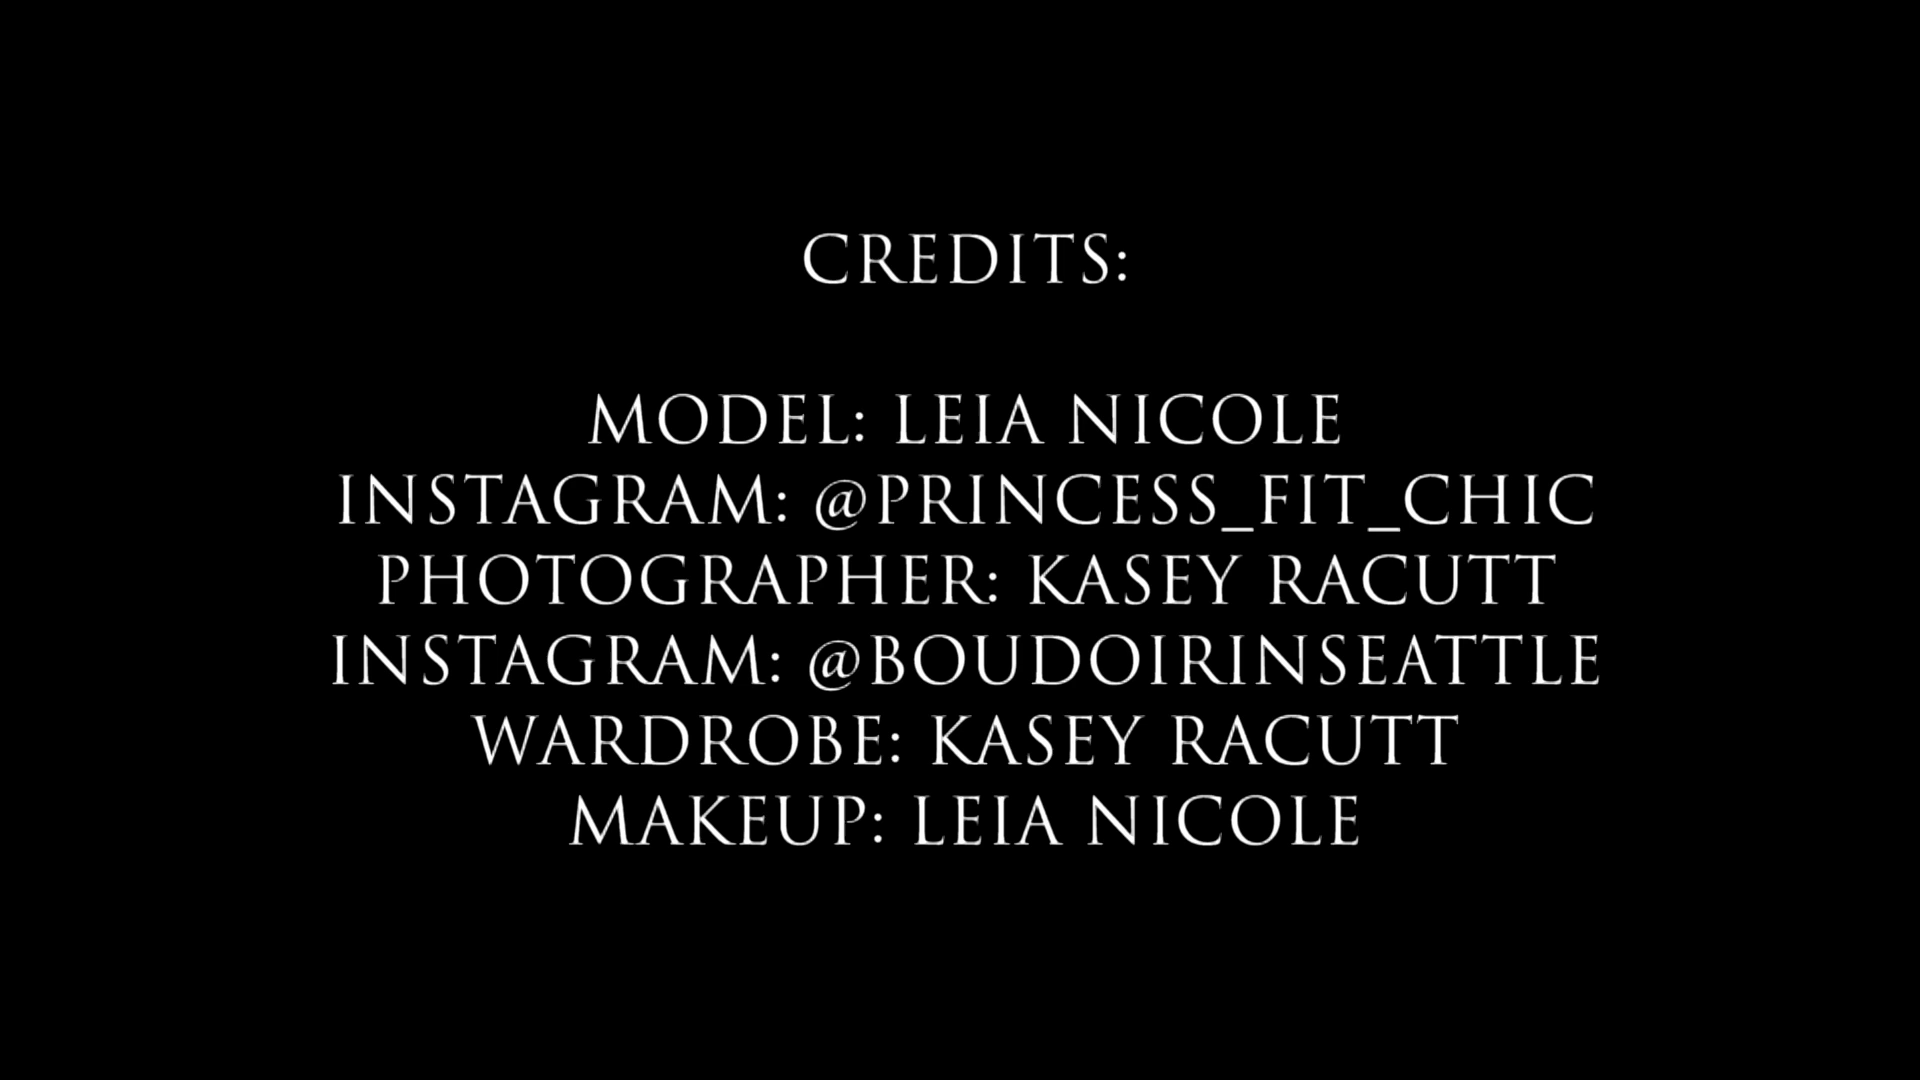 CREDITS:
MODEL: LEIA NICOLE
INSTAGRAM: @PRINCESS_FIT_CHIC
PHOTOGRAPHER: KASEY RACUTT
INSTAGRAM: @BOUDOIRINSEATTLE
WARDROBE: KASEY RACUTT
MAKEUP: LEIA NICOLE